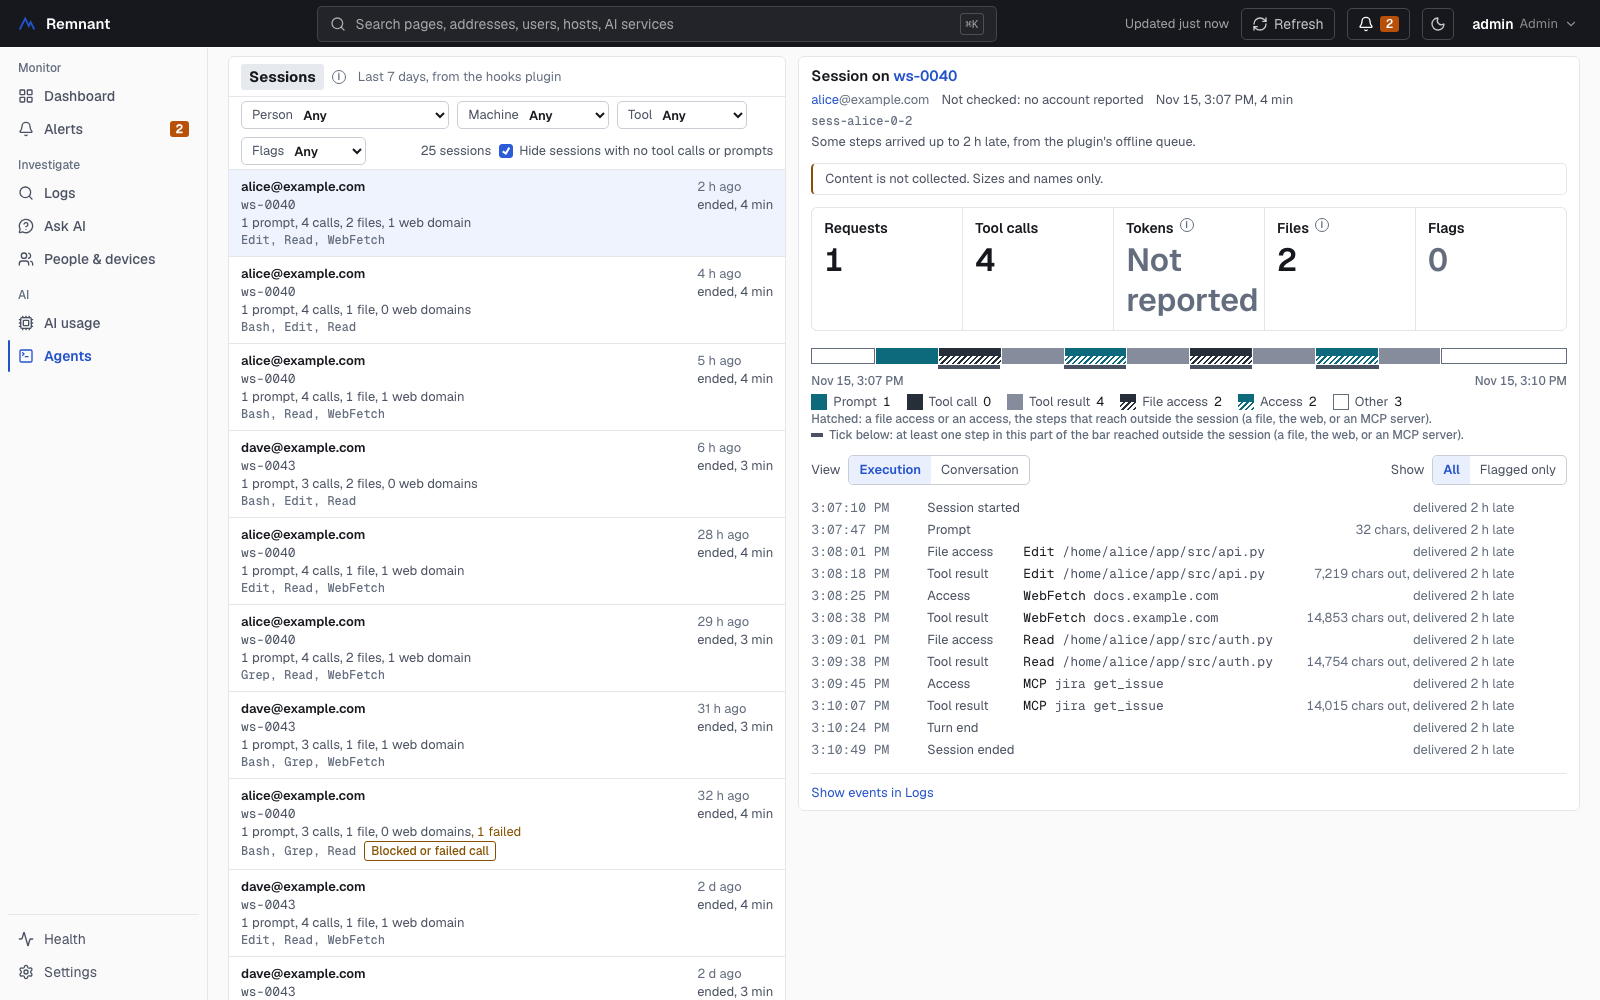 Remnant
Search pages, addresses, users, hosts, AI services
⌘K
Updated just now
Refresh
2
admin Admin
Monitor
Dashboard
Alerts 2
Investigate
Logs
Ask AI
People & devices
AI
AI usage
Agents
Health
Settings
Sessions Last 7 days, from the hooks plugin
Person Any Machine Any Tool Any
Flags Any 25 sessions Hide sessions with no tool calls or prompts
alice@example.com 2 h ago
ws-0040 ended, 4 min
1 prompt, 4 calls, 2 files, 1 web domain
Edit, Read, WebFetch
alice@example.com 4 h ago
ws-0040 ended, 4 min
1 prompt, 4 calls, 1 file, 0 web domains
Bash, Edit, Read
alice@example.com 5 h ago
ws-0040 ended, 4 min
1 prompt, 4 calls, 1 file, 1 web domain
Bash, Read, WebFetch
dave@example.com 6 h ago
ws-0043 ended, 3 min
1 prompt, 3 calls, 2 files, 0 web domains
Bash, Edit, Read
alice@example.com 28 h ago
ws-0040 ended, 4 min
1 prompt, 4 calls, 1 file, 1 web domain
Edit, Read, WebFetch
alice@example.com 29 h ago
ws-0040 ended, 3 min
1 prompt, 4 calls, 2 files, 1 web domain
Grep, Read, WebFetch
dave@example.com 31 h ago
ws-0043 ended, 3 min
1 prompt, 3 calls, 1 file, 1 web domain
Bash, Grep, WebFetch
alice@example.com 32 h ago
ws-0040 ended, 4 min
1 prompt, 3 calls, 1 file, 0 web domains, 1 failed
Bash, Grep, Read Blocked or failed call
dave@example.com 2 d ago
ws-0043 ended, 4 min
1 prompt, 4 calls, 1 file, 1 web domain
Edit, Read, WebFetch
dave@example.com 2 d ago
ws-0043 ended, 3 min
Session on ws-0040
alice@example.com Not checked: no account reported Nov 15, 3:07 PM, 4 min
sess-alice-0-2
Some steps arrived up to 2 h late, from the plugin's offline queue.
Content is not collected. Sizes and names only.
Requests
1
Tool calls
4
Tokens
Not
reported
Files
2
Flags
0
Nov 15, 3:07 PM Nov 15, 3:10 PM
Prompt 1 Tool call 0 Tool result 4 File access 2 Access 2 Other 3
Hatched: a file access or an access, the steps that reach outside the session (a file, the web, or an MCP server).
Tick below: at least one step in this part of the bar reached outside the session (a file, the web, or an MCP server).
View Execution Conversation Show All Flagged only
3:07:10 PM Session started delivered 2 h late
3:07:47 PM Prompt 32 chars, delivered 2 h late
3:08:01 PM File access Edit /home/alice/app/src/api.py delivered 2 h late
3:08:18 PM Tool result Edit /home/alice/app/src/api.py 7,219 chars out, delivered 2 h late
3:08:25 PM Access WebFetch docs.example.com delivered 2 h late
3:08:38 PM Tool result WebFetch docs.example.com 14,853 chars out, delivered 2 h late
3:09:01 PM File access Read /home/alice/app/src/auth.py delivered 2 h late
3:09:38 PM Tool result Read /home/alice/app/src/auth.py 14,754 chars out, delivered 2 h late
3:09:45 PM Access MCP jira get_issue delivered 2 h late
3:10:07 PM Tool result MCP jira get_issue 14,015 chars out, delivered 2 h late
3:10:24 PM Turn end delivered 2 h late
3:10:49 PM Session ended delivered 2 h late
Show events in Logs